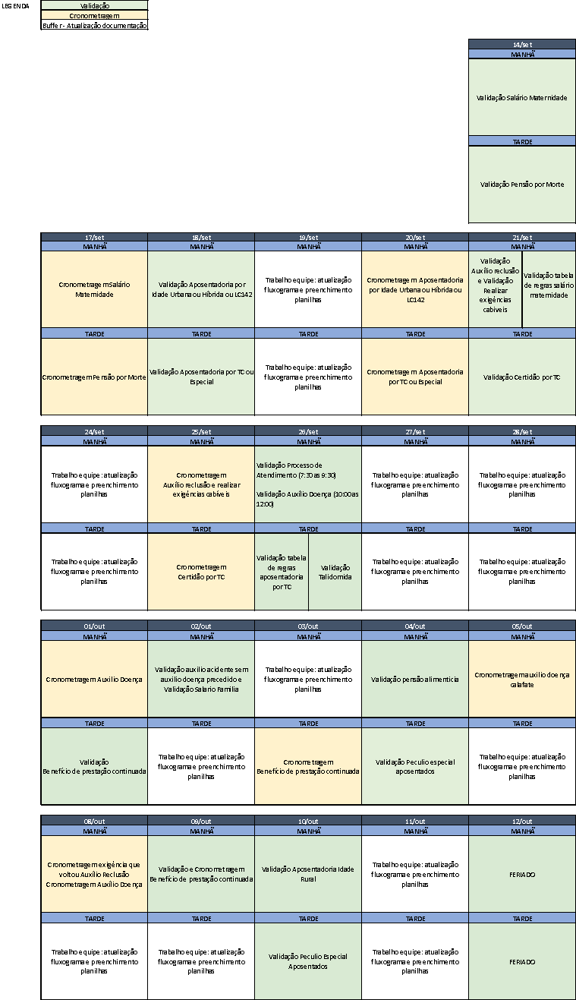 LEGENDA
Validação
Cronometragem
Buffer - Atualização documentação
14/set
MANHÃ
Validação Salário Maternidade
TARDE
Validação Pensão por Morte
17/set
18/set
19/set
20/set
21/set
MANHÃ
MANHÃ
MANHÃ
MANHÃ
MANHÃ
Cronometragem Salário
Maternidade
Validação Aposentadoria por
Idade Urbana ou Híbrida ou LC142
Trabalho equipe: atualização
fluxograma e preenchimento
planilhas
Cronometragem Aposentadoria
por Idade Urbana ou Híbrida ou
LC142
Validação
Auxílio reclusão
e Validação
Realizar
exigências
cabíveis
Validação tabela
de regras salário
maternidade
TARDE
TARDE
TARDE
TARDE
TARDE
Cronometragem Pensão por Morte
Validação Aposentadoria por TC ou
Especial
Trabalho equipe: atualização
fluxograma e preenchimento
planilhas
Cronometragem Aposentadoria
por TC ou Especial
Validação Certidão por TC
24/set
25/set
26/set
27/set
28/set
MANHÃ
MANHÃ
MANHÃ
MANHÃ
MANHÃ
Trabalho equipe: atualização
fluxograma e preenchimento
planilhas
Cronometragem
Auxílio reclusão e realizar
exigências cabíveis
Validação Processo de
Atendimento (7:30 as 9:30)
Validação Auxílio Doença (10:00 as
12:00)
Trabalho equipe: atualização
fluxograma e preenchimento
planilhas
Trabalho equipe: atualização
fluxograma e preenchimento
planilhas
TARDE
TARDE
TARDE
TARDE
TARDE
Trabalho equipe: atualização
fluxograma e preenchimento
planilhas
Cronometragem
Certidão por TC
Validação tabela
de regras
aposentadoria
por TC
Validação
Talidomida
Trabalho equipe: atualização
fluxograma e preenchimento
planilhas
Trabalho equipe: atualização
fluxograma e preenchimento
planilhas
01/out
02/out
03/out
04/out
05/out
MANHÃ
MANHÃ
MANHÃ
MANHÃ
MANHÃ
Cronometragem Auxilio Doença
Validação auxilio acidente sem
auxilio doença precedido e
Validação Salario Familia
Trabalho equipe: atualização
fluxograma e preenchimento
planilhas
Validação pensão alimenticia
Cronometragem auxilio doença
calafate
TARDE
TARDE
TARDE
TARDE
TARDE
Validação
Benefício de prestação continuada
Trabalho equipe: atualização
fluxograma e preenchimento
planilhas
Cronometragem
Benefício de prestação continuada
Validação Peculio especial
aposentados
Trabalho equipe: atualização
fluxograma e preenchimento
planilhas
08/out
09/out
10/out
11/out
12/out
MANHÃ
MANHÃ
MANHÃ
MANHÃ
MANHÃ
Cronometragem exigência que
voltou Auxílio Reclusão
Cronometragem Auxílio Doença
Validação e Cronometragem
Benefício de prestação continuada
Validação Aposentadoria Idade
Rural
Trabalho equipe: atualização
fluxograma e preenchimento
planilhas
FERIADO
TARDE
TARDE
TARDE
TARDE
TARDE
Trabalho equipe: atualização
fluxograma e preenchimento
planilhas
Trabalho equipe: atualização
fluxograma e preenchimento
planilhas
Validação Peculio Especial
Aposentados
Trabalho equipe: atualização
fluxograma e preenchimento
planilhas
FERIADO